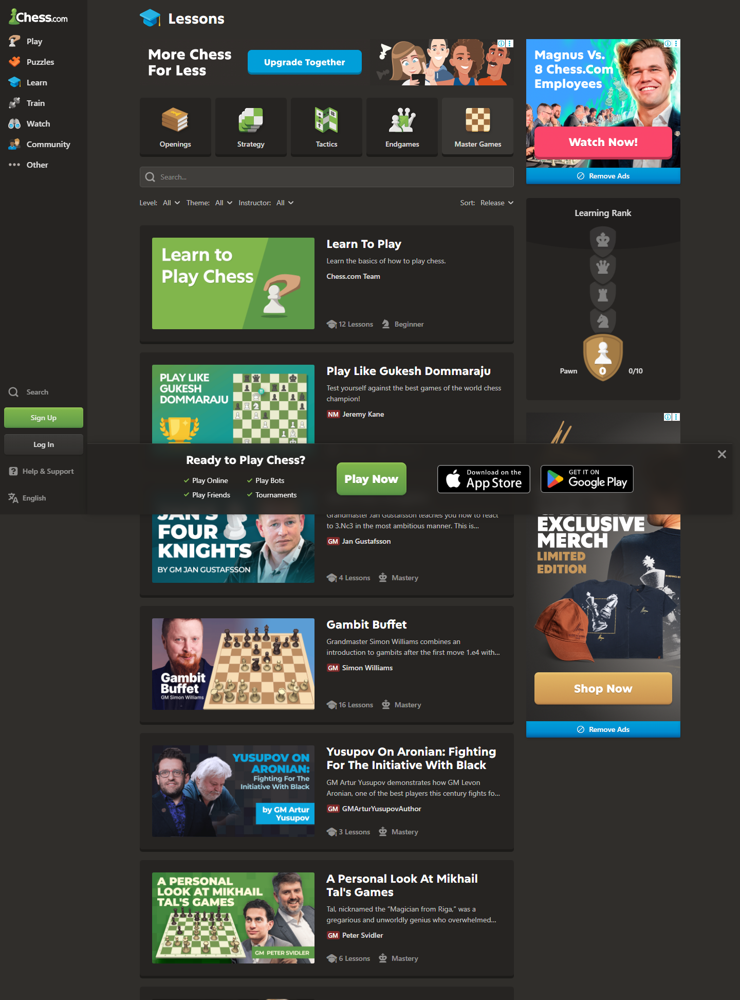 Chess.com
Play
Puzzles
Learn
Train
Watch
Community
Other
Search
Sign Up
Log In
Help & Support
English
Lessons
More Chess
For Less
Upgrade Together
Openings
Strategy
Tactics
Endgames
Master Games
Search...
Level: All
Theme: All
Instructor: All
Sort: Release
Learn to
Play Chess
Learn To Play
Learn the basics of how to play chess.
Chess.com Team
12 Lessons
Beginner
PLAY LIKE
GUKESH
DOMMARAJU
Play Like Gukesh Dommaraju
Test yourself against the best games of the world chess
champion!
NM Jeremy Kane
Ready to Play Chess?
Play Online
Play Bots
Play Friends
Tournaments
Play Now
Download on the
App Store
GET IT ON
Google Play
JAN'S
FOUR
KNIGHTS
BY GM JAN GUSTAFSSON
Grandmaster Jan Gustafsson teaches you how to react
to 3.Nc3 in the most ambitious manner. This is...
GM Jan Gustafsson
4 Lessons
Mastery
Gambit
Buffet
GM Simon Williams
Gambit Buffet
Grandmaster Simon Williams combines an
introduction to gambits after the first move 1.e4 with...
GM Simon Williams
16 Lessons
Mastery
YUSUPOV ON
ARONIAN:
Fighting For The
Initiative With Black
by GM Artur
Yusupov
Yusupov On Aronian: Fighting
For The Initiative With Black
GM Artur Yusupov demonstrates how GM Levon
Aronian, one of the best players this century fights fo...
GM GMArturYusupovAuthor
3 Lessons
Mastery
A PERSONAL
LOOK AT MIKHAIL
TAL'S GAMES
GM PETER SVIDLER
A Personal Look At Mikhail
Tal's Games
Tal, nicknamed the “Magician from Riga,” was a
gregarious and unworldly genius who overwhelmed...
GM Peter Svidler
6 Lessons
Mastery
Magnus Vs.
8 Chess.Com
Employees
Watch Now!
Remove Ads
Learning Rank
Pawn
0
0/10
EXCLUSIVE
MERCH
LIMITED
EDITION
Shop Now
Remove Ads